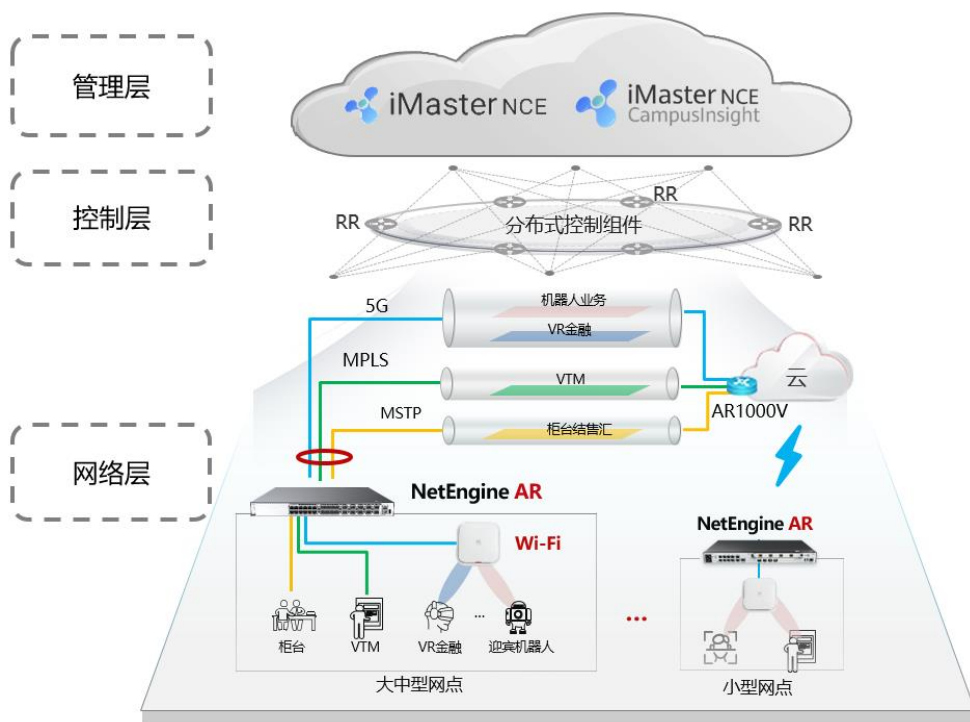 管理层
iMaster NCE
iMaster NCE
CampusInsight
控制层
RR
RR
RR
分布式控制组件
5G
机器人业务
VR金融
MPLS
VTM
云
MSTP
柜台结售汇
AR1000V
网络层
NetEngine AR
Wi-Fi
NetEngine AR
柜台
VTM
VR金融
...
迎宾机器人
...
大中型网点
小型网点